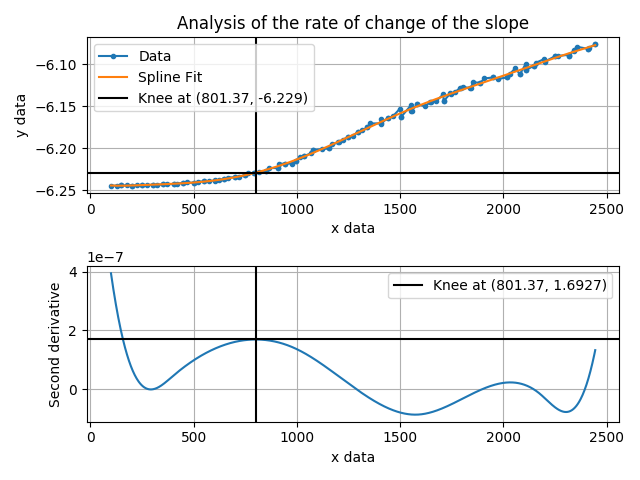 Analysis of the rate of change of the slope
Data
Spline Fit
Knee at (801.37, -6.229)
y data
−6.10
−6.15
−6.20
−6.25
0
500
1000
1500
2000
2500
x data
1e−7
Knee at (801.37, 1.6927)
Second derivative
4
2
0
0
500
1000
1500
2000
2500
x data